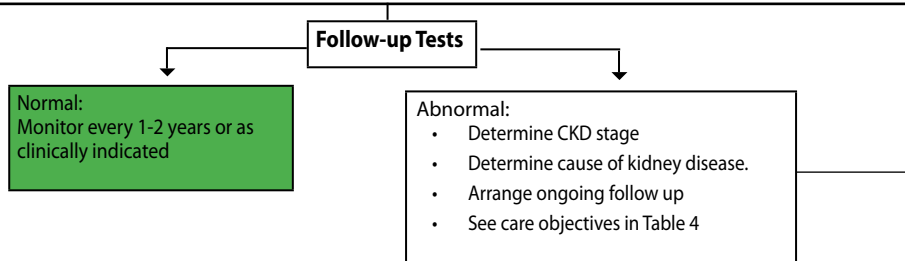 Follow-up Tests
Normal:
Monitor every 1-2 years or as
clinically indicated
Abnormal:
• Determine CKD stage
• Determine cause of kidney disease.
• Arrange ongoing follow up
• See care objectives in Table 4